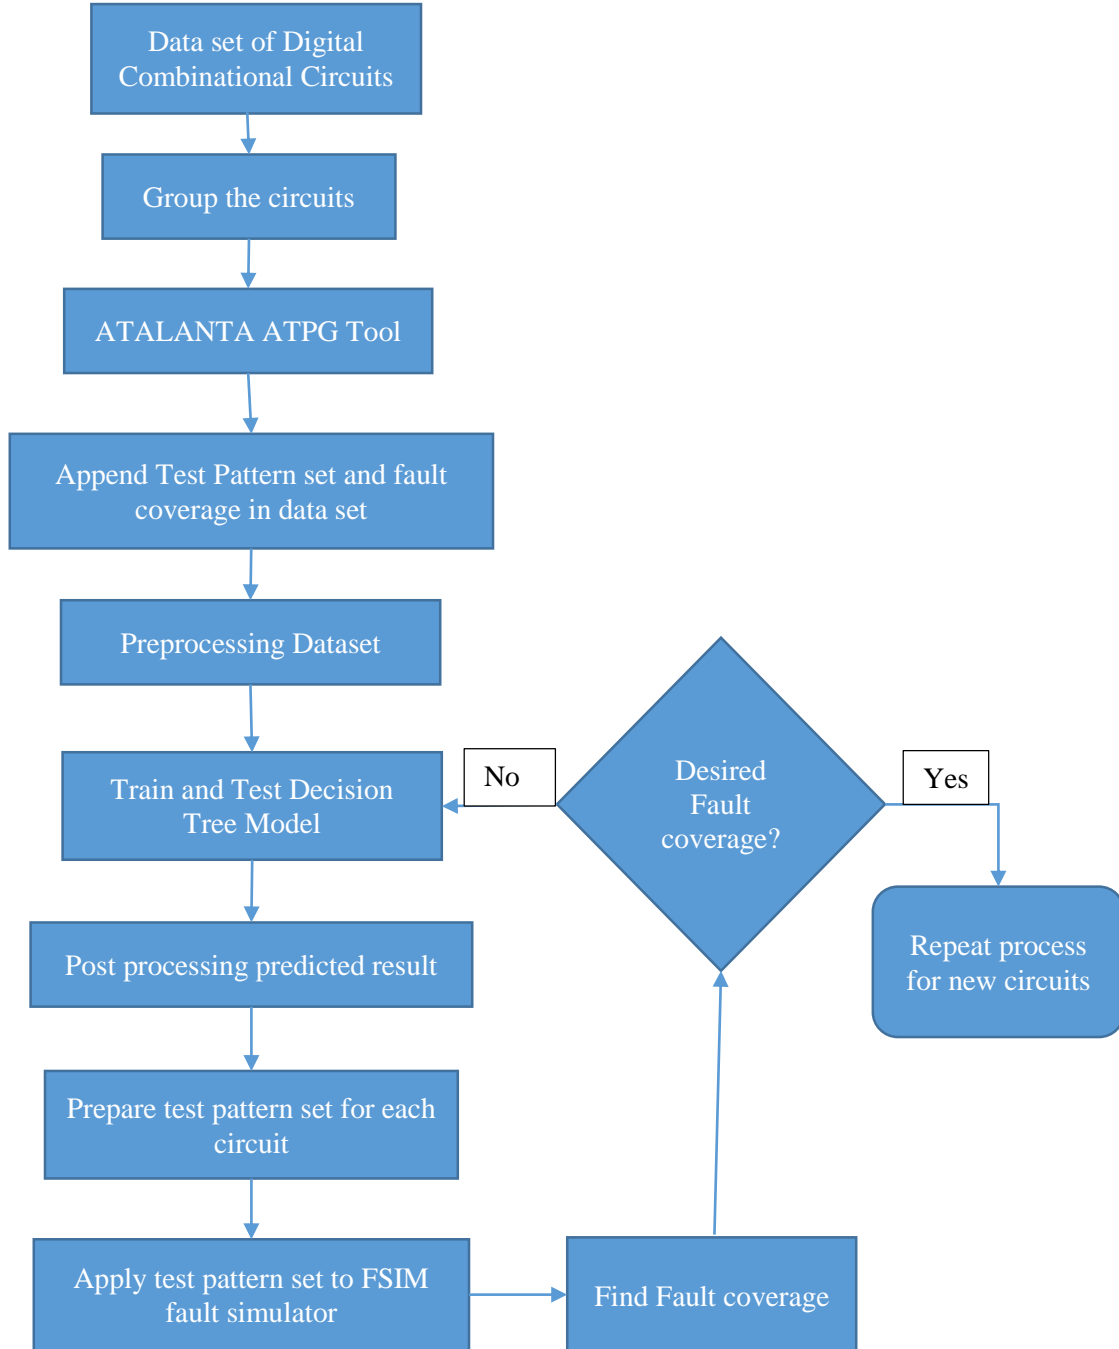 Data set of Digital
Combinational Circuits
Group the circuits
ATALANTA ATPG Tool
Append Test Pattern set and fault
coverage in data set
Preprocessing Dataset
Train and Test Decision
Tree Model
No
Desired
Fault
coverage?
Yes
Repeat process
for new circuits
Post processing predicted result
Prepare test pattern set for each
circuit
Apply test pattern set to FSIM
fault simulator
Find Fault coverage